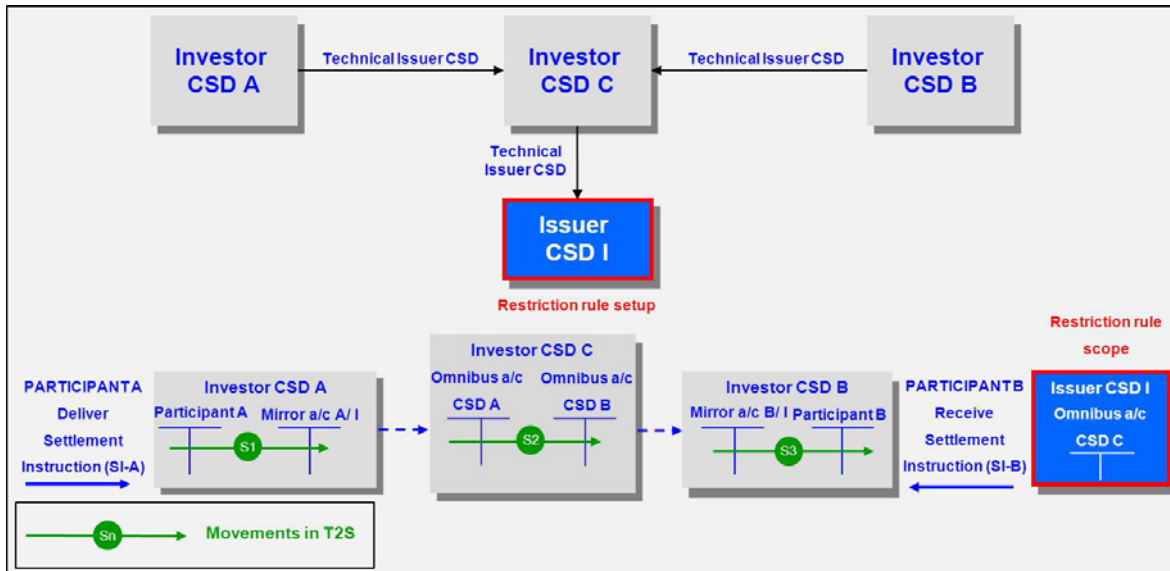 Investor
CSD A
Technical Issuer CSD
Investor
CSD C
Technical Issuer CSD
Investor
CSD B
Technical
Issuer CSD
Issuer
CSD I
Restriction rule setup
Restriction rule
scope
PARTICIPANTA
Deliver
Settlement
Instruction (SI-A)
Investor CSD A
Participant A
Mirror a/c A/ I
S1
Investor CSD C
Omnibus a/c
CSD A
Omnibus a/c
CSD B
S2
Investor CSD B
Mirror a/c B/ I
Participant B
S3
PARTICIPANTB
Receive
Settlement
Instruction (SI-B)
Issuer CSD I
Omnibus a/c
CSD C
Sn
Movements in T2S